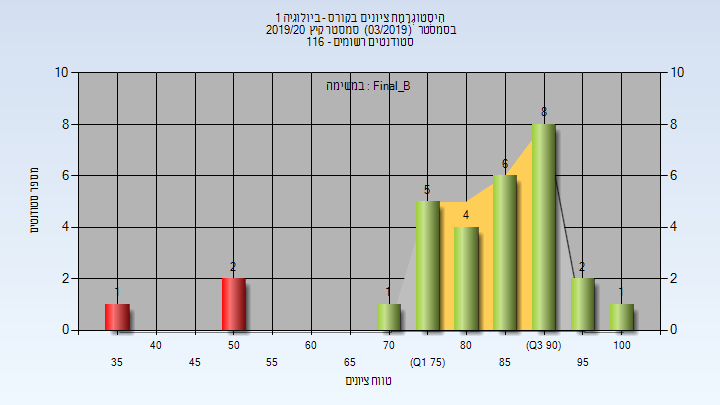 היסטוגרמת ציונים בקורס - ביולוגיה 1
בסמסטר (03/2019) סמסטר קיץ 2019/20
סטודנטים רשומים - 116
במשימה : Final_B
מספר סטודנטים
10 10
8 8
6 6
4 4
2 2
0 0
1 2 1 5 4 6 8 2 1
40 50 60 70 80 (Q3 90) 100
35 45 55 65 (Q1 75) 85 95
טווח ציונים